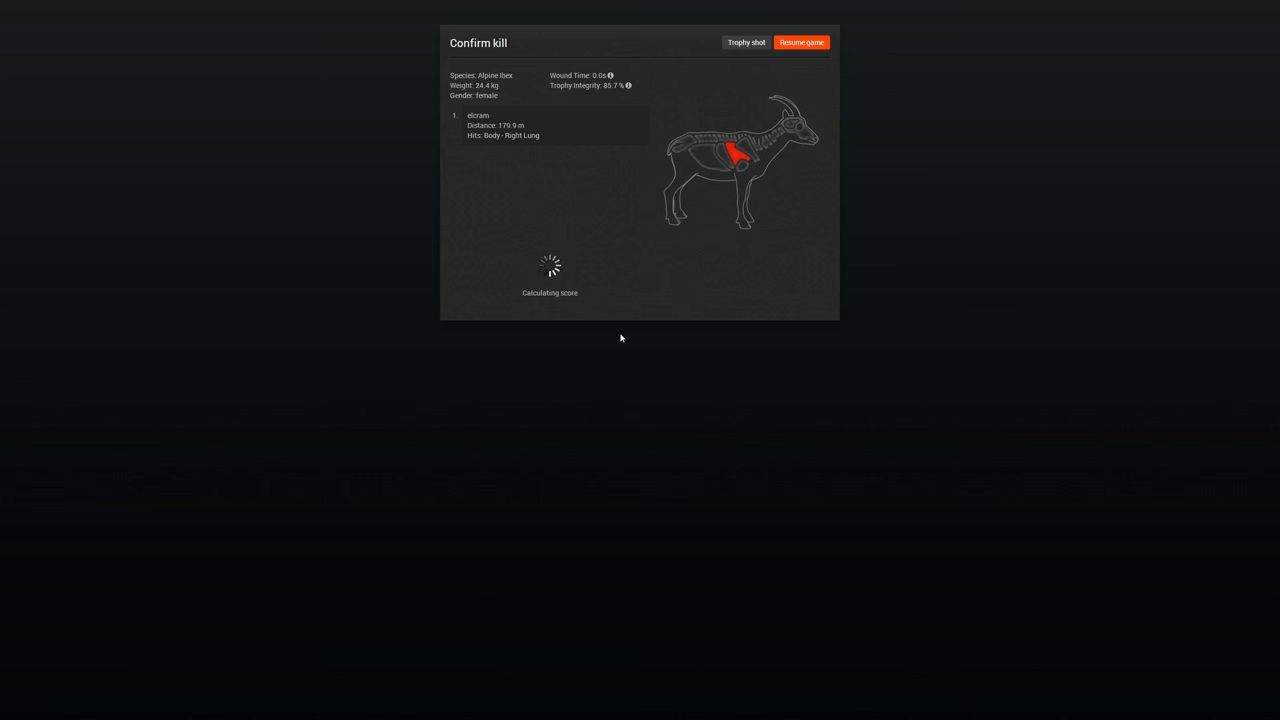 Confirm kill
Trophy shot
Resume game
Species: Alpine Ibex
Weight: 24.4 kg
Gender: female
Wound Time: 0.0s
Trophy Integrity: 85.7 %
1.
elcram
Distance: 179.9 m
Hits: Body - Right Lung
Calculating score